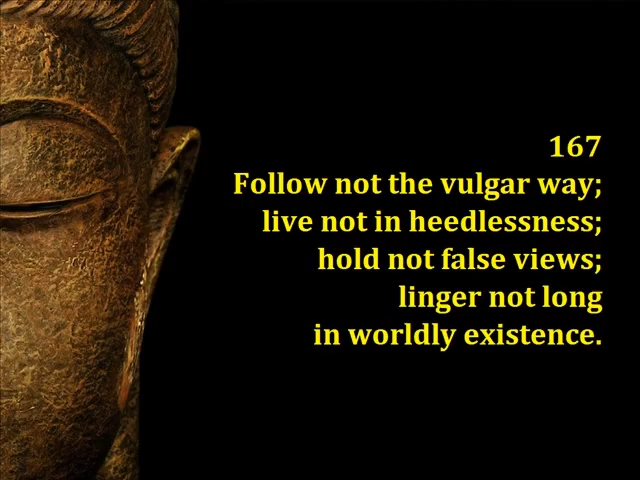 167
Follow not the vulgar way;
live not in heedlessness;
hold not false views;
linger not long
in worldly existence.